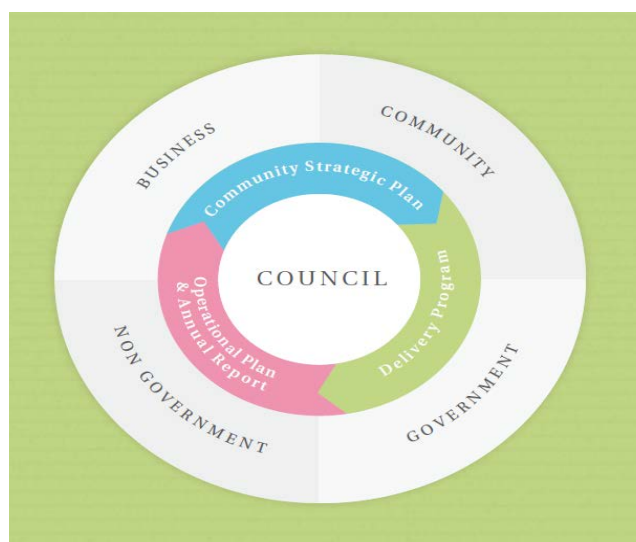 BUSINESS
COMMUNITY
Community Strategic Plan
COUNCIL
Delivery Program
Operational Plan
& Annual Report
NON GOVERNMENT
GOVERNMENT